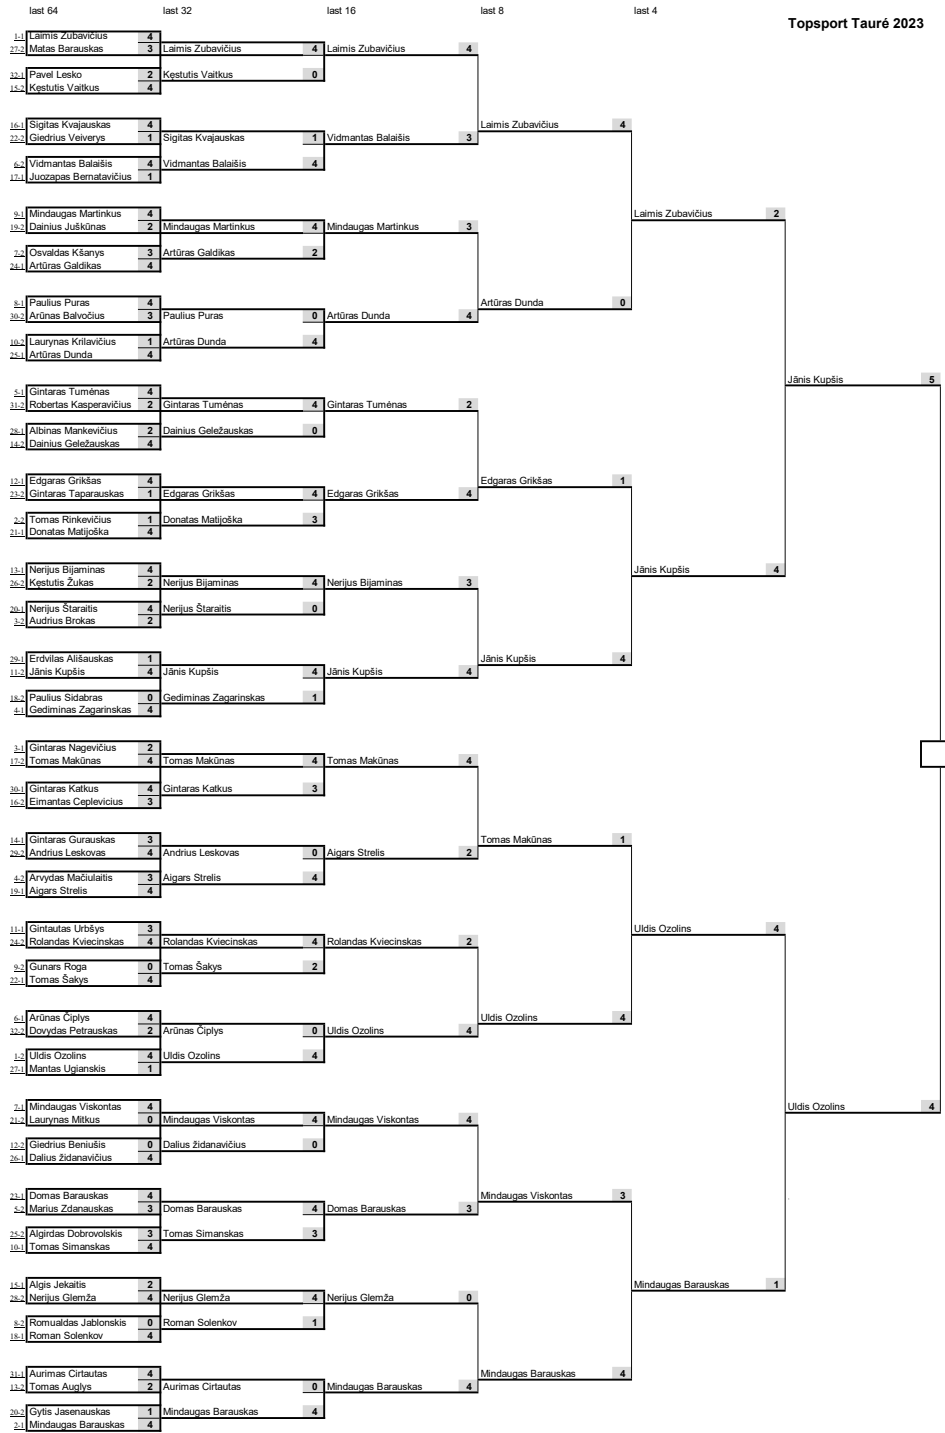 last 64 last 32 last 16 last 8 last 4
Topsport Tauré 2023
1-1 Laimis Zubavičius 4
27-2 Matas Barauskas 3 Laimis Zubavičius 4 Laimis Zubavičius 4
32-1 Pavel Lesko 2 Kęstutis Vaitkus 0
15-2 Kęstutis Vaitkus 4
16-1 Sigitas Kvajauskas 4 Laimis Zubavičius 4
22-2 Giedrius Veiverys 1 Sigitas Kvajauskas 1 Vidmantas Balaišis 3
6-2 Vidmantas Balaišis 4 Vidmantas Balaišis 4
17-1 Juozapas Bernatavičius 1
9-1 Mindaugas Martinkus 4 Laimis Zubavičius 2
19-2 Dainius Juškūnas 2 Mindaugas Martinkus 4 Mindaugas Martinkus 3
7-2 Osvaldas Kšanys 3 Artūras Galdikas 2
24-1 Artūras Galdikas 4
8-1 Paulius Puras 4 Artūras Dunda 0
30-2 Arūnas Balvočius 3 Paulius Puras 0 Artūras Dunda 4
10-2 Laurynas Krilavičius 1 Artūras Dunda 4
25-1 Artūras Dunda 4
Jānis Kupšis 5
5-1 Gintaras Tumėnas 4
31-2 Robertas Kasperavičius 2 Gintaras Tumėnas 4 Gintaras Tumėnas 2
28-1 Albinas Mankevičius 2 Dainius Geležauskas 0
14-2 Dainius Geležauskas 4
12-1 Edgaras Grikšas 4 Edgaras Grikšas 1
23-2 Gintaras Taparauskas 1 Edgaras Grikšas 4 Edgaras Grikšas 4
2-2 Tomas Rinkevičius 1 Donatas Matijoška 3
21-1 Donatas Matijoška 4
13-1 Nerijus Bijaminas 4 Jānis Kupšis 4
26-2 Kęstutis Žukas 2 Nerijus Bijaminas 4 Nerijus Bijaminas 3
20-1 Nerijus Štaraitis 4 Nerijus Štaraitis 0
3-2 Audrius Brokas 2
29-1 Erdvilas Ališauskas 1 Jānis Kupšis 4
11-2 Jānis Kupšis 4 Jānis Kupšis 4 Jānis Kupšis 4
18-2 Paulius Sidabras 0 Gediminas Zagarinskas 1
4-1 Gediminas Zagarinskas 4
3-1 Gintaras Nagevičius 2
17-2 Tomas Makūnas 4 Tomas Makūnas 4 Tomas Makūnas 4
30-1 Gintaras Katkus 4 Gintaras Katkus 3
16-2 Eimantas Ceplevicius 3
14-1 Gintaras Gurauskas 3 Tomas Makūnas 1
29-2 Andrius Leskovas 4 Andrius Leskovas 0 Aigars Strelis 2
4-2 Arvydas Mačiulaitis 3 Aigars Strelis 4
19-1 Aigars Strelis 4
11-1 Gintautas Urbšys 3 Uldis Ozolins 4
24-2 Rolandas Kviecinskas 4 Rolandas Kviecinskas 4 Rolandas Kviecinskas 2
9-2 Gunars Roga 0 Tomas Šakys 2
22-1 Tomas Šakys 4
6-1 Arūnas Čiplys 4 Uldis Ozolins 4
32-2 Dovydas Petrauskas 2 Arūnas Čiplys 0 Uldis Ozolins 4
1-2 Uldis Ozolins 4 Uldis Ozolins 4
27-1 Mantas Ugianskis 1
7-1 Mindaugas Viskontas 4 Uldis Ozolins 4
21-2 Laurynas Mitkus 0 Mindaugas Viskontas 4 Mindaugas Viskontas 4
12-2 Giedrius Beniušis 0 Dalius židanavičius 0
26-1 Dalius židanavičius 4
23-1 Domas Barauskas 4 Mindaugas Viskontas 3
5-2 Marius Zdanauskas 3 Domas Barauskas 4 Domas Barauskas 3
25-2 Algirdas Dobrovolskis 3 Tomas Simanskas 3
10-1 Tomas Simanskas 4
15-1 Algis Jekaitis 2 Mindaugas Barauskas 1
28-2 Nerijus Glemža 4 Nerijus Glemža 4 Nerijus Glemža 0
8-2 Romualdas Jablonskis 0 Roman Solenkov 1
18-1 Roman Solenkov 4
31-1 Aurimas Cirtautas 4 Mindaugas Barauskas 4
13-2 Tomas Auglys 2 Aurimas Cirtautas 0 Mindaugas Barauskas 4
20-2 Gytis Jasenauskas 1 Mindaugas Barauskas 4
2-1 Mindaugas Barauskas 4